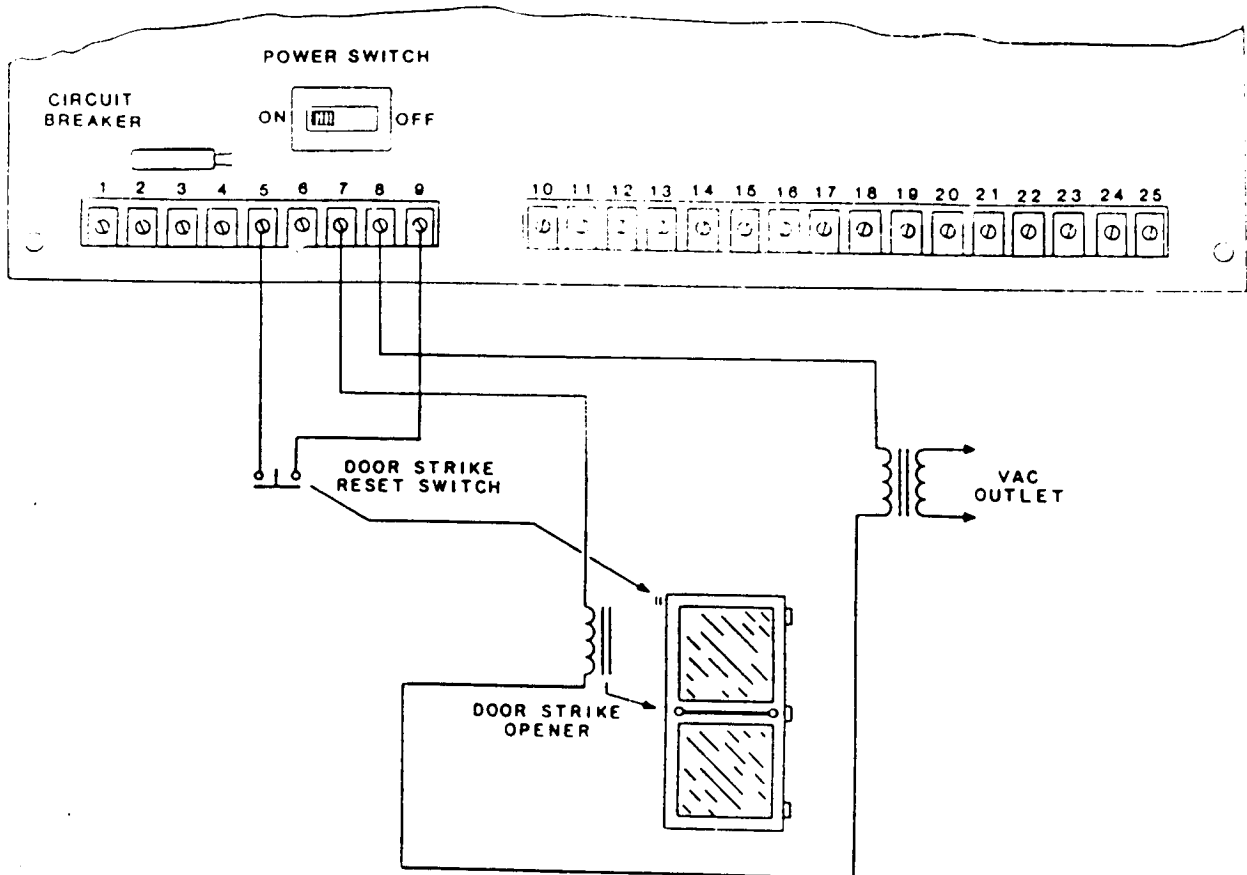 POWER SWITCH
CIRCUIT
BREAKER
ON OFF
1 2 3 4 5 6 7 8 9 10 11 12 13 14 15 16 17 18 19 20 21 22 23 24 25
DOOR STRIKE
RESET SWITCH
VAC
OUTLET
DOOR STRIKE
OPENER